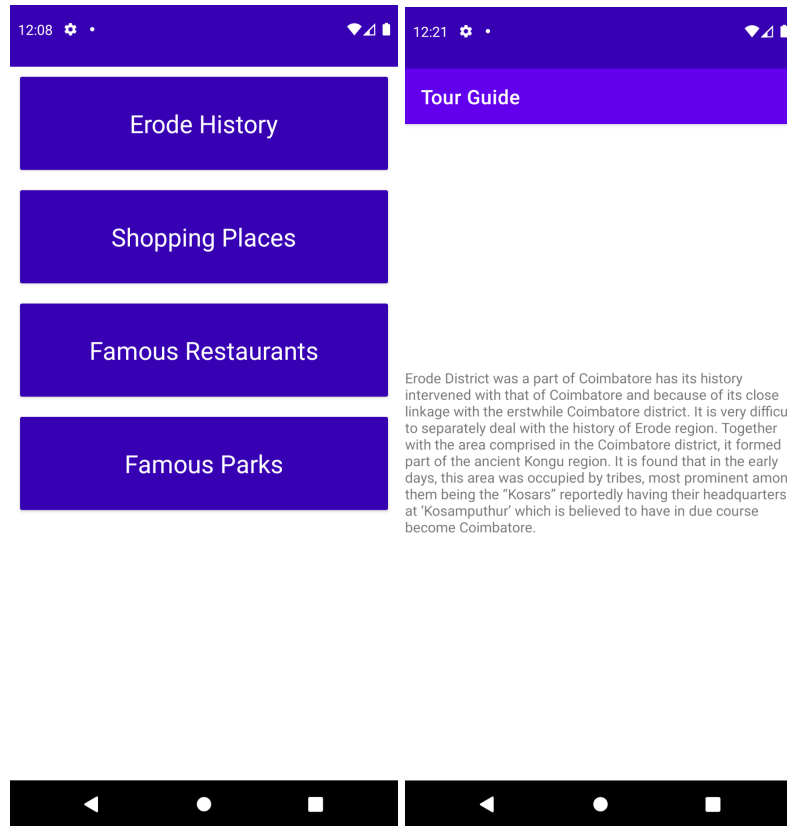 12:08
Erode History
Shopping Places
Famous Restaurants
Famous Parks
12:21
Tour Guide
Erode District was a part of Coimbatore has its history
intervened with that of Coimbatore and because of its close
linkage with the erstwhile Coimbatore district. It is very difficu
to separately deal with the history of Erode region. Together
with the area comprised in the Coimbatore district, it formed
part of the ancient Kongu region. It is found that in the early
days, this area was occupied by tribes, most prominent amon
them being the “Kosars” reportedly having their headquarters
at ‘Kosamputhur’ which is believed to have in due course
become Coimbatore.